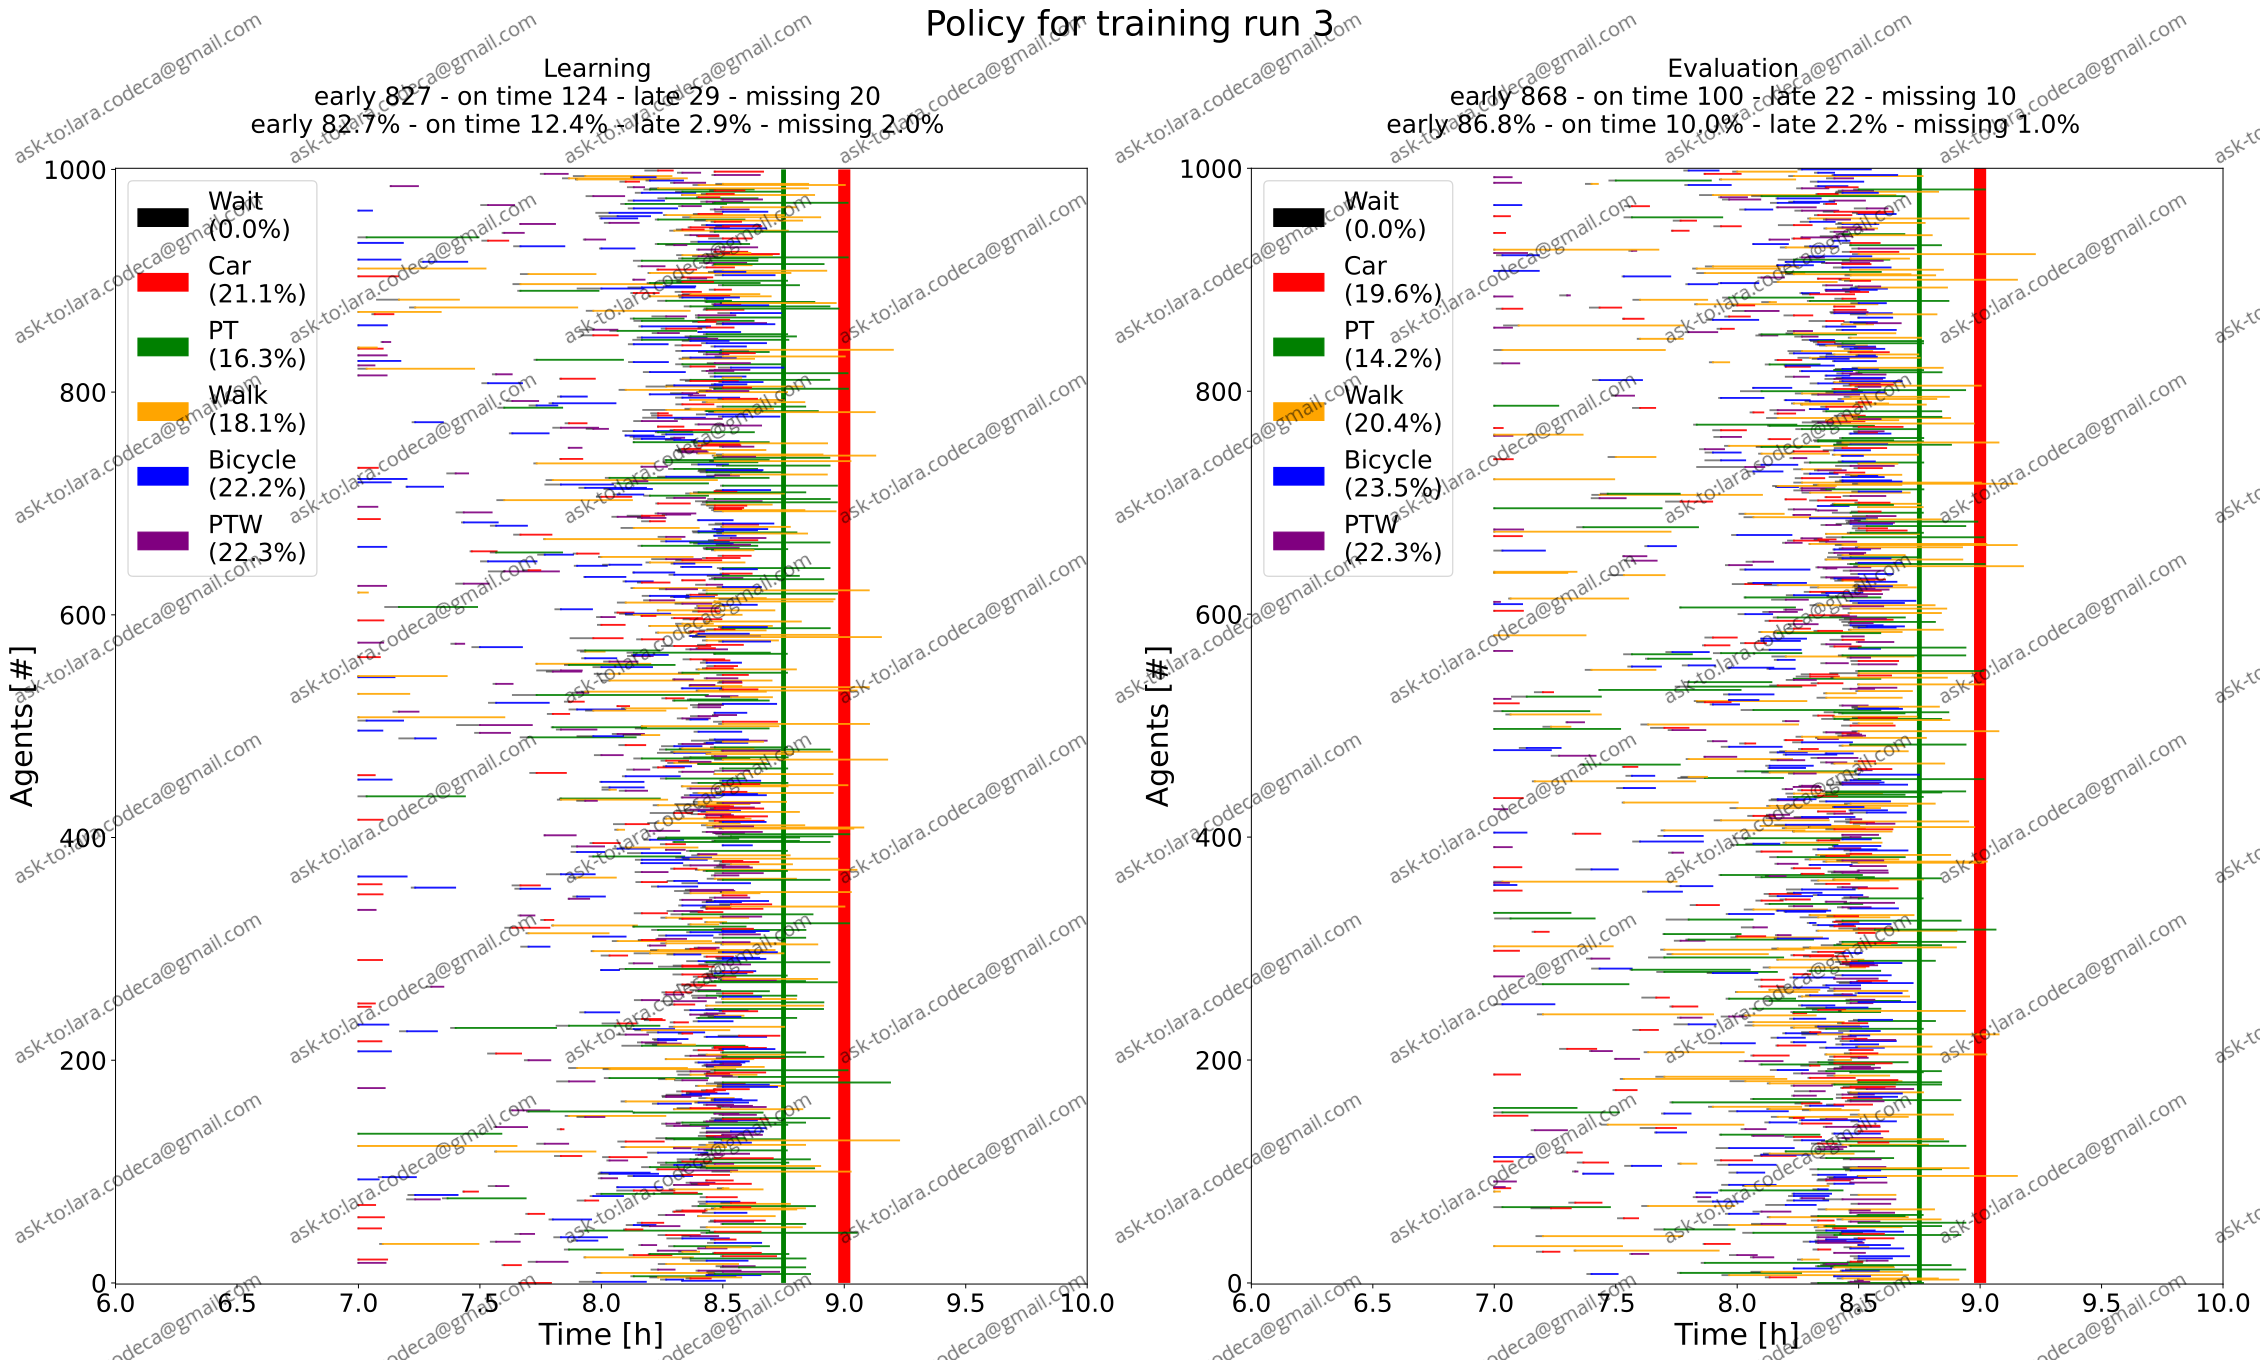 Policy for training run 3
Learning
early 827 - on time 124 - late 29 - missing 20
early 82.7% - on time 12.4% - late 2.9% - missing 2.0%
Evaluation
early 868 - on time 100 - late 22 - missing 10
early 86.8% - on time 10.0% - late 2.2% - missing 1.0%
Wait
(0.0%)
Car
(21.1%)
PT
(16.3%)
Walk
(18.1%)
Bicycle
(22.2%)
PTW
(22.3%)
1000
800
600
400
200
0
Agents [#]
6.0 6.5 7.0 7.5 8.0 8.5 9.0 9.5 10.0
Time [h]
Wait
(0.0%)
Car
(19.6%)
PT
(14.2%)
Walk
(20.4%)
Bicycle
(23.5%)
PTW
(22.3%)
1000
800
600
400
200
0
Agents [#]
6.0 6.5 7.0 7.5 8.0 8.5 9.0 9.5 10.0
Time [h]
ask-to:lara.codeca@gmail.com